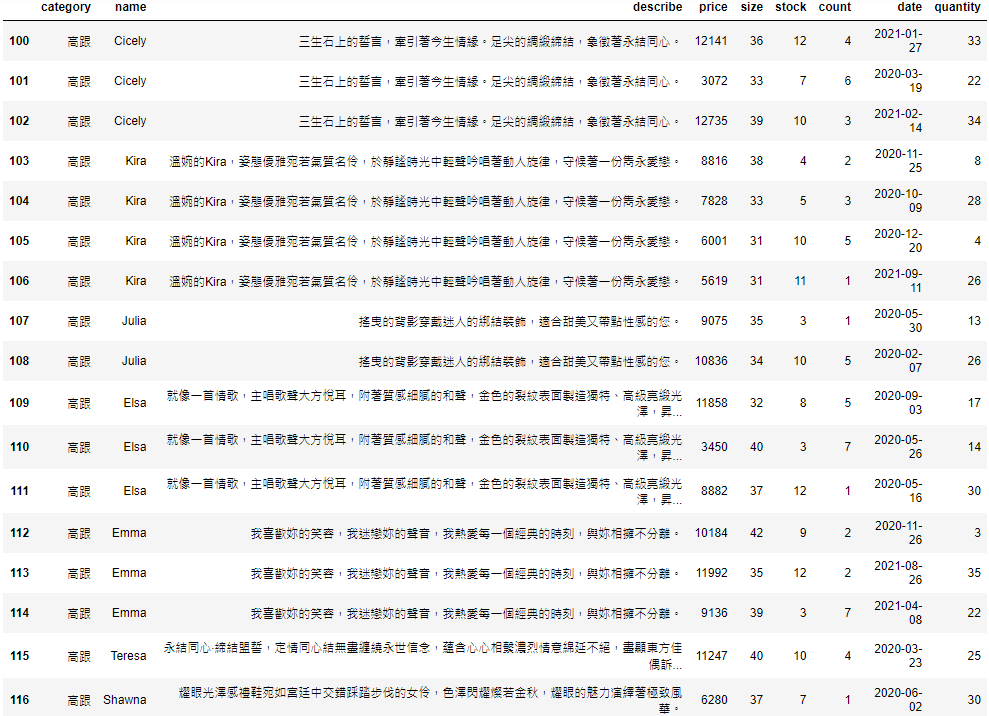 category name describe price size stock count date quantity
100 高跟 Cicely 三生石上的誓言，牽引著今生情緣。足尖的綢緞締結，象徵著永結同心。 12141 36 12 4 2021-01-27 33
101 高跟 Cicely 三生石上的誓言，牽引著今生情緣。足尖的綢緞締結，象徵著永結同心。 3072 33 7 6 2020-03-19 22
102 高跟 Cicely 三生石上的誓言，牽引著今生情緣。足尖的綢緞締結，象徵著永結同心。 12735 39 10 3 2021-02-14 34
103 高跟 Kira 溫婉的Kira，姿態優雅宛若氣質名伶，於靜謐時光中輕聲吟唱著動人旋律，守候著一份雋永愛戀。 8816 38 4 2 2020-11-25 8
104 高跟 Kira 溫婉的Kira，姿態優雅宛若氣質名伶，於靜謐時光中輕聲吟唱著動人旋律，守候著一份雋永愛戀。 7828 33 5 3 2020-10-09 28
105 高跟 Kira 溫婉的Kira，姿態優雅宛若氣質名伶，於靜謐時光中輕聲吟唱著動人旋律，守候著一份雋永愛戀。 6001 31 10 5 2020-12-20 4
106 高跟 Kira 溫婉的Kira，姿態優雅宛若氣質名伶，於靜謐時光中輕聲吟唱著動人旋律，守候著一份雋永愛戀。 5619 31 11 1 2021-09-11 26
107 高跟 Julia 搖曳的背影穿戴迷人的綁結裝飾，適合甜美又帶點性感的您。 9075 35 3 1 2020-05-30 13
108 高跟 Julia 搖曳的背影穿戴迷人的綁結裝飾，適合甜美又帶點性感的您。 10836 34 10 5 2020-02-07 26
109 高跟 Elsa 就像一首情歌，主唱歌聲大方悅耳，附著質感細膩的和聲，金色的裂紋表面製造獨特、高級亮緞光澤，昇... 11858 32 8 5 2020-09-03 17
110 高跟 Elsa 就像一首情歌，主唱歌聲大方悅耳，附著質感細膩的和聲，金色的裂紋表面製造獨特、高級亮緞光澤，昇... 3450 40 3 7 2020-05-26 14
111 高跟 Elsa 就像一首情歌，主唱歌聲大方悅耳，附著質感細膩的和聲，金色的裂紋表面製造獨特、高級亮緞光澤，昇... 8882 37 12 1 2020-05-16 30
112 高跟 Emma 我喜歡妳的笑容，我迷戀妳的聲音，我熱愛每一個經典的時刻，與妳相擁不分離。 10184 42 9 2 2020-11-26 3
113 高跟 Emma 我喜歡妳的笑容，我迷戀妳的聲音，我熱愛每一個經典的時刻，與妳相擁不分離。 11992 35 12 2 2021-08-26 35
114 高跟 Emma 我喜歡妳的笑容，我迷戀妳的聲音，我熱愛每一個經典的時刻，與妳相擁不分離。 9136 39 3 7 2021-04-08 22
115 高跟 Teresa 永結同心‧締結盟誓，定情同心結無盡纏繞永世信念，蘊含心心相繫濃烈情意綿延不絕，盡顯東方佳偶訴... 11247 40 10 4 2020-03-23 25
116 高跟 Shawna 耀眼光澤感禮鞋宛如宮廷中交錯踩踏步伐的女伶，色澤閃耀燦若金秋，耀眼的魅力演繹著極致風華。 6280 37 7 1 2020-06-02 30